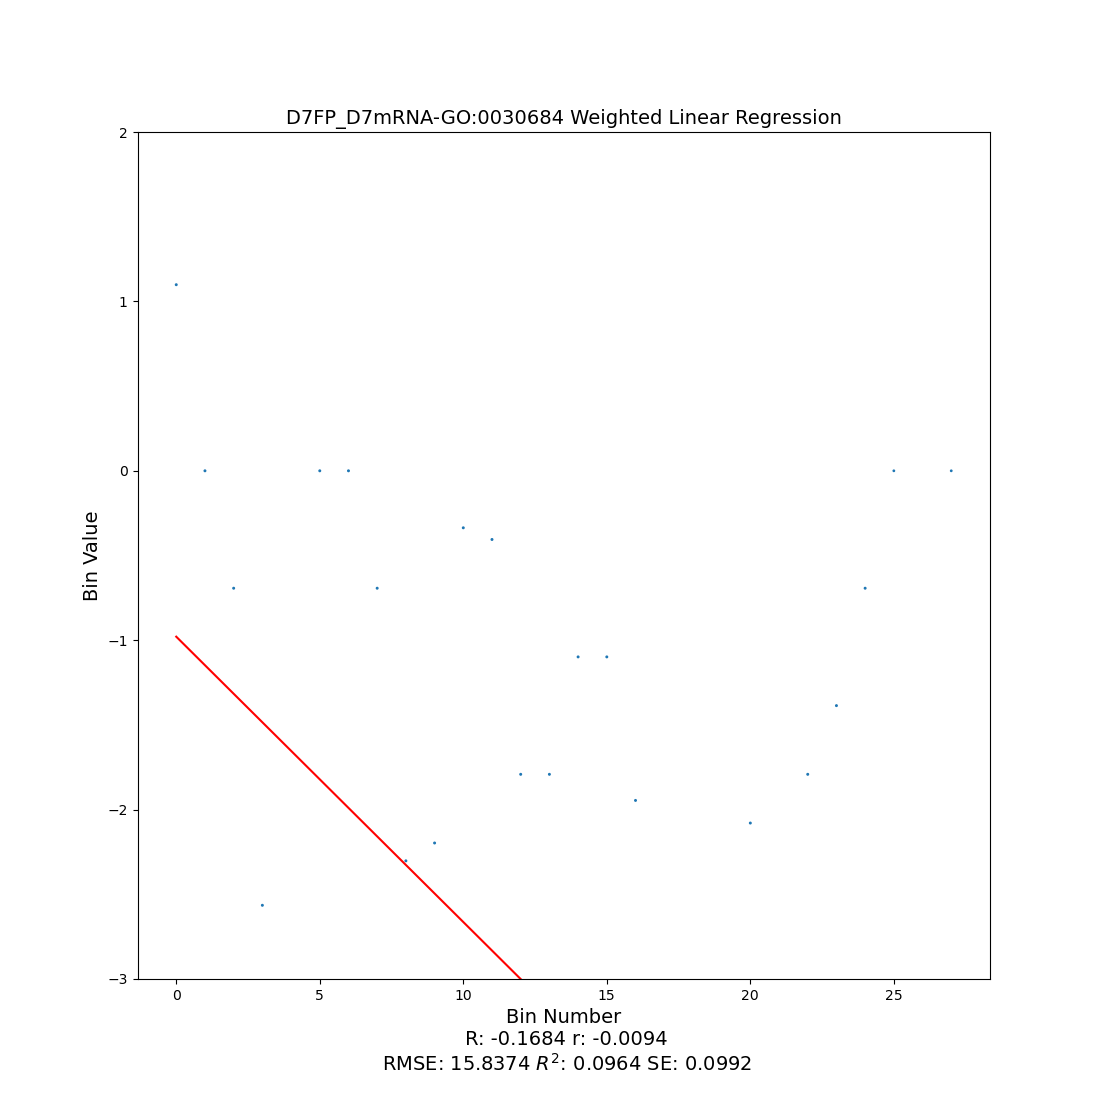 D7FP_D7mRNA-GO:0030684 Weighted Linear Regression
2
1
0
−1
−2
−3
Bin Value
0 5 10 15 20 25
Bin Number
R: -0.1684 r: -0.0094
RMSE: 15.8374 R²: 0.0964 SE: 0.0992